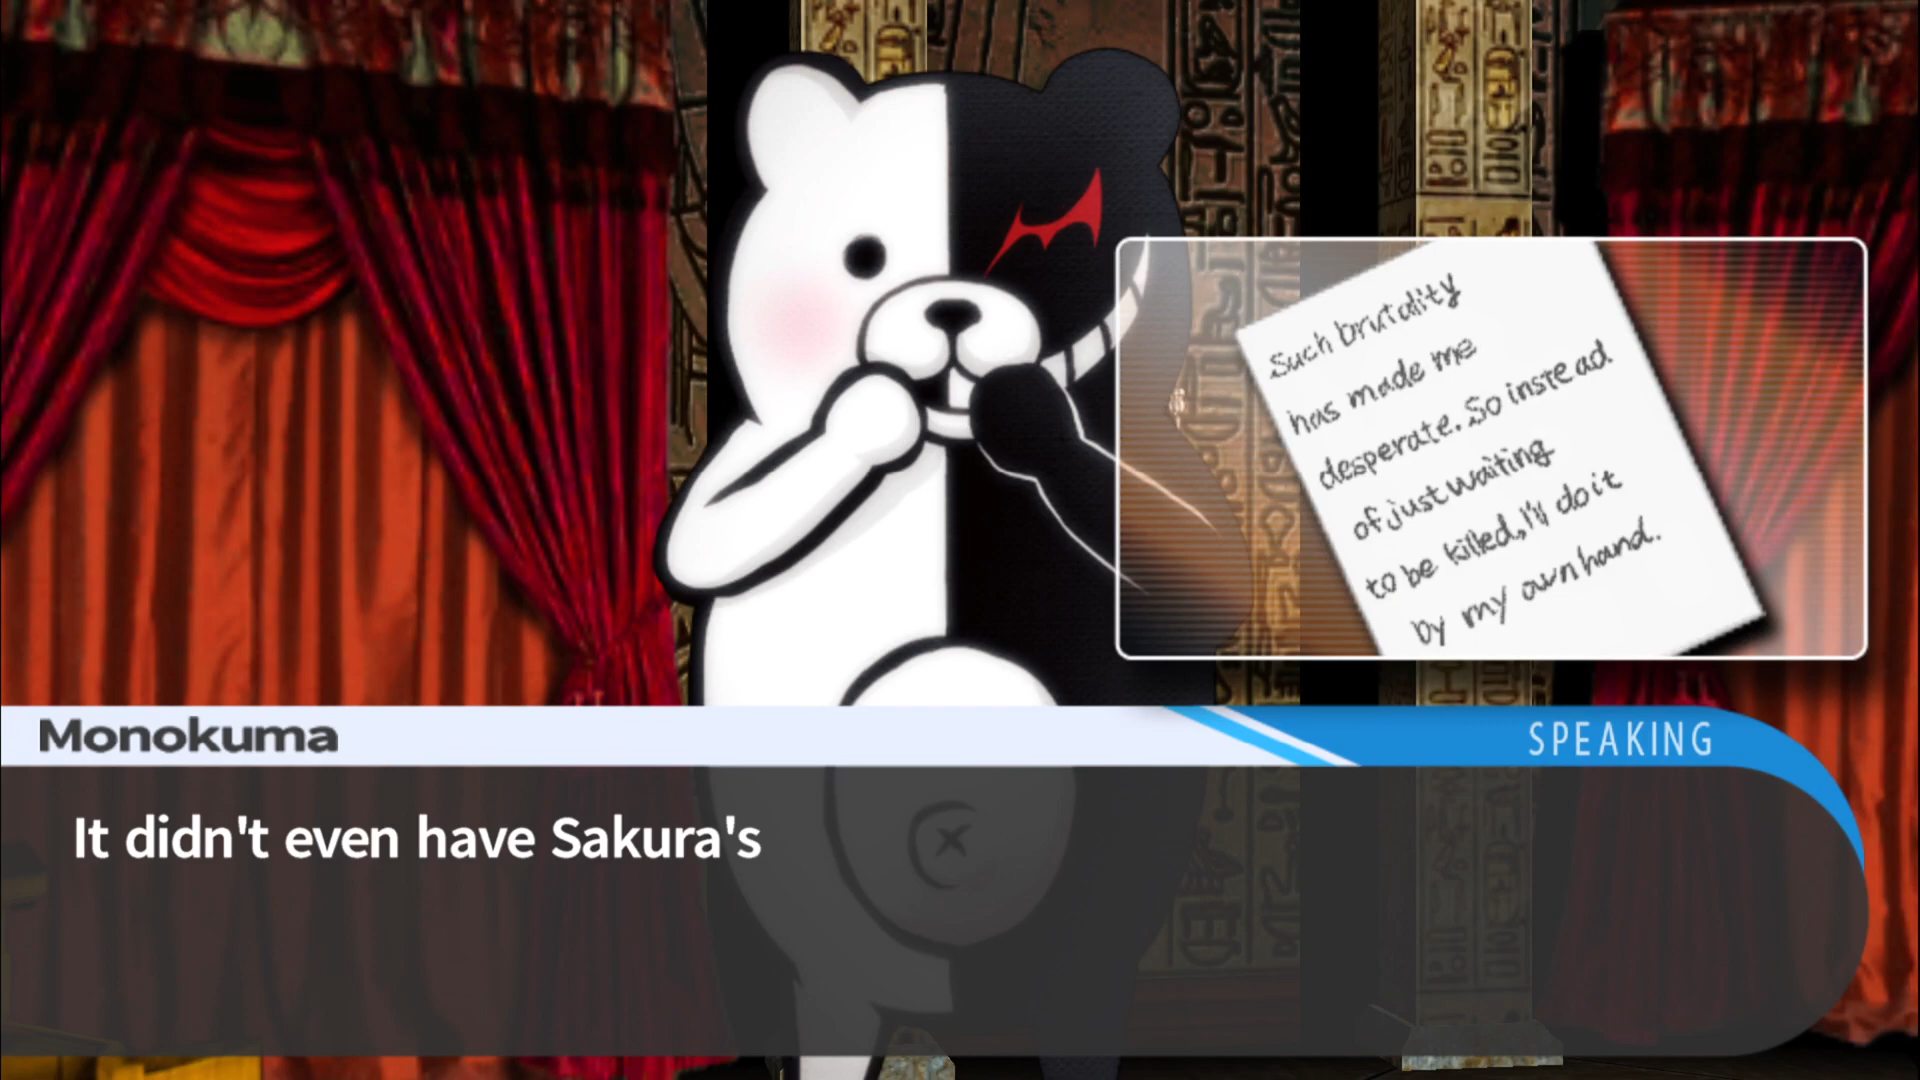 Such brutality
has made me
desperate. So instead
of just waiting
to be killed, I'll do it
by my own hand.
Monokuma
SPEAKING
It didn't even have Sakura's